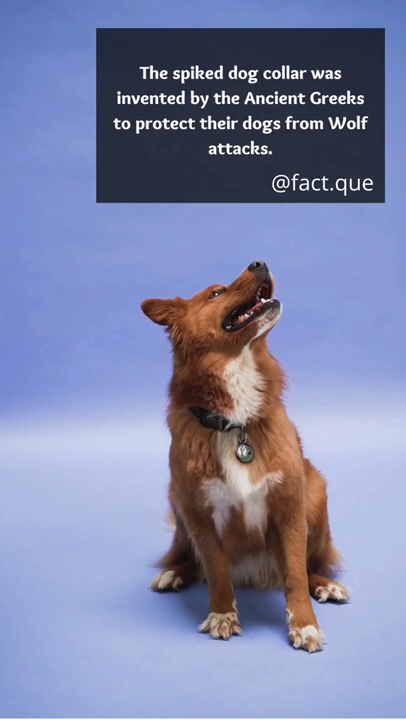 The spiked dog collar was
invented by the Ancient Greeks
to protect their dogs from Wolf
attacks.
@fact.que